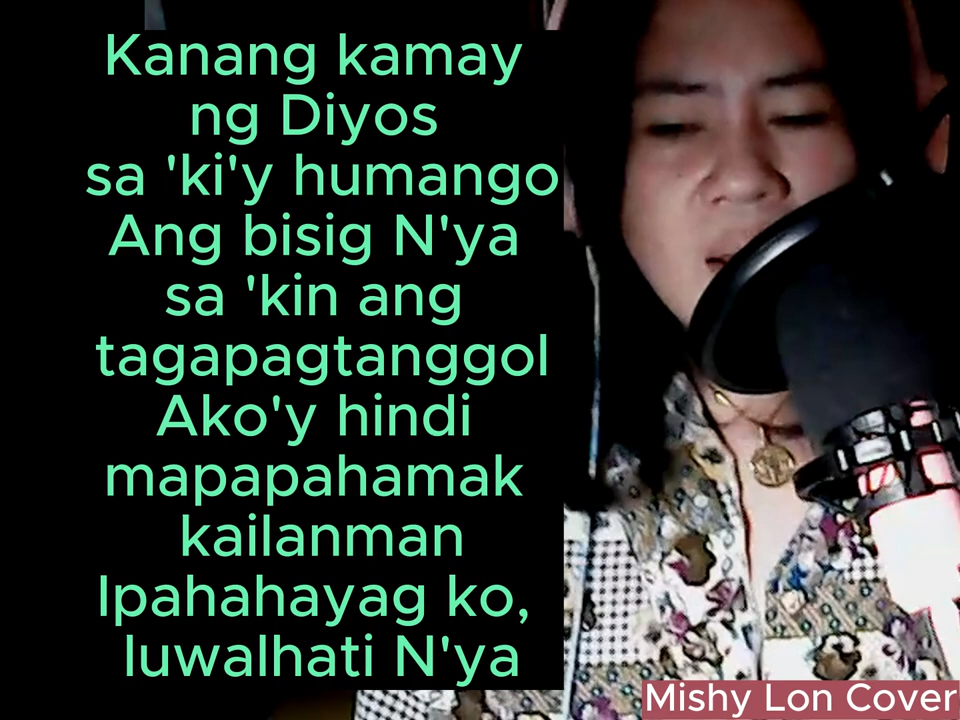 Kanang kamay
ng Diyos
sa 'ki'y humango
Ang bisig N'ya
sa 'kin ang
tagapagtanggol
Ako'y hindi
mapapahamak
kailanman
Ipahahayag ko,
luwalhati N'ya
Mishy Lon Cover